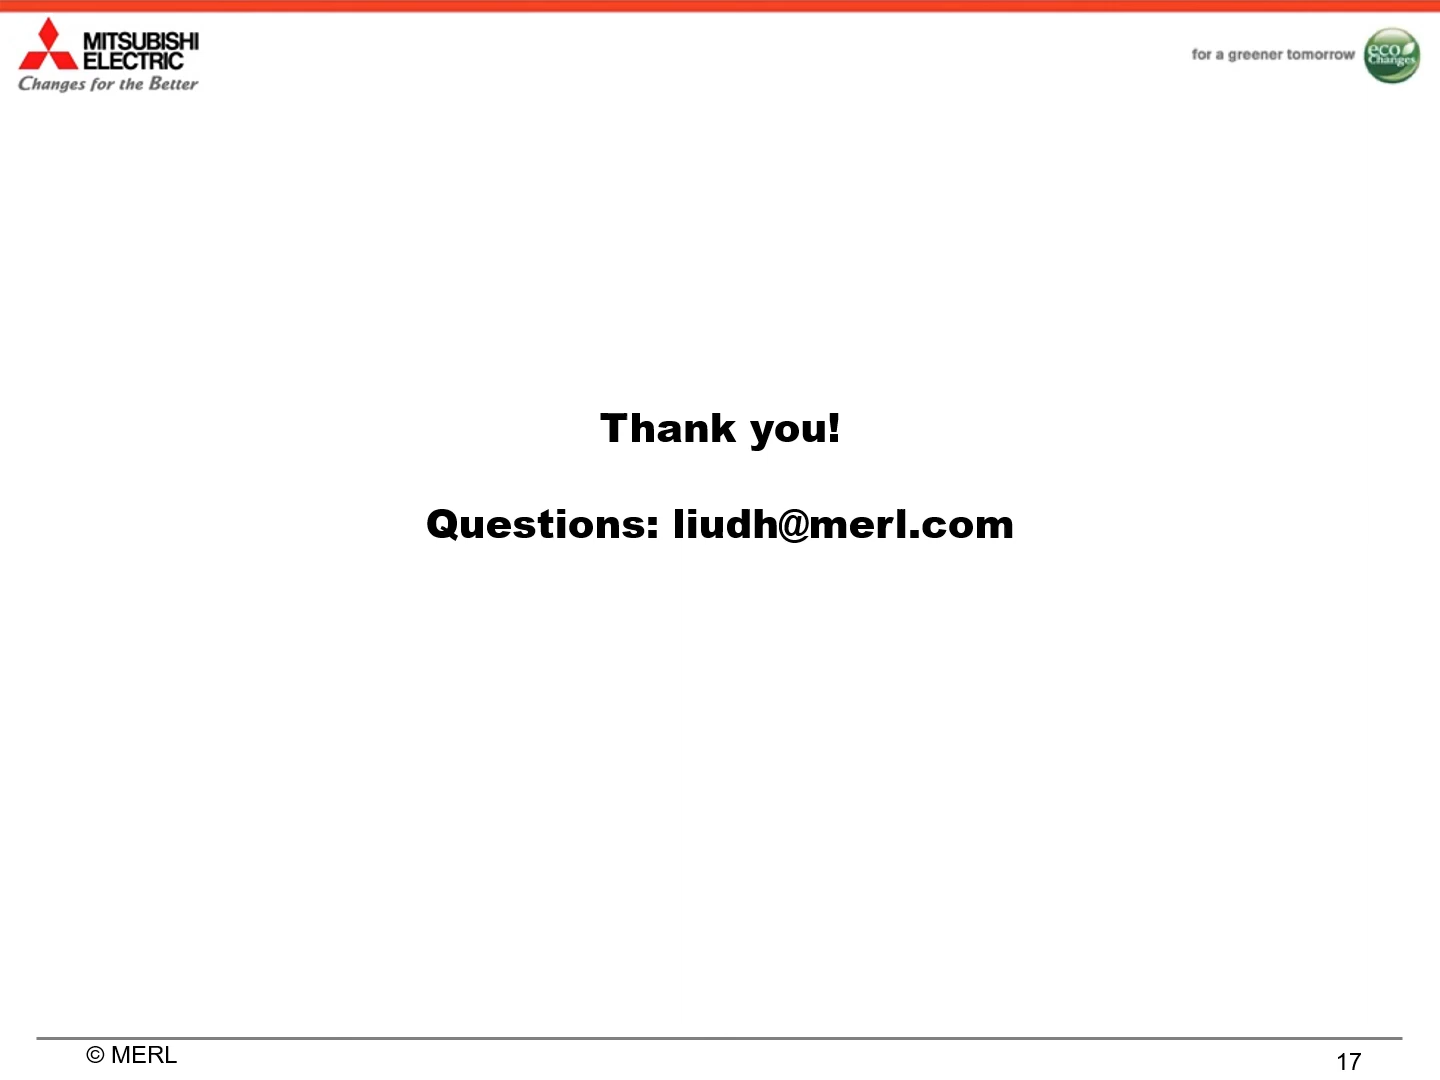 MITSUBISHI
ELECTRIC
Changes for the Better
for a greener tomorrow
eco
Changes
Thank you!
Questions: liudh@merl.com
© MERL
17